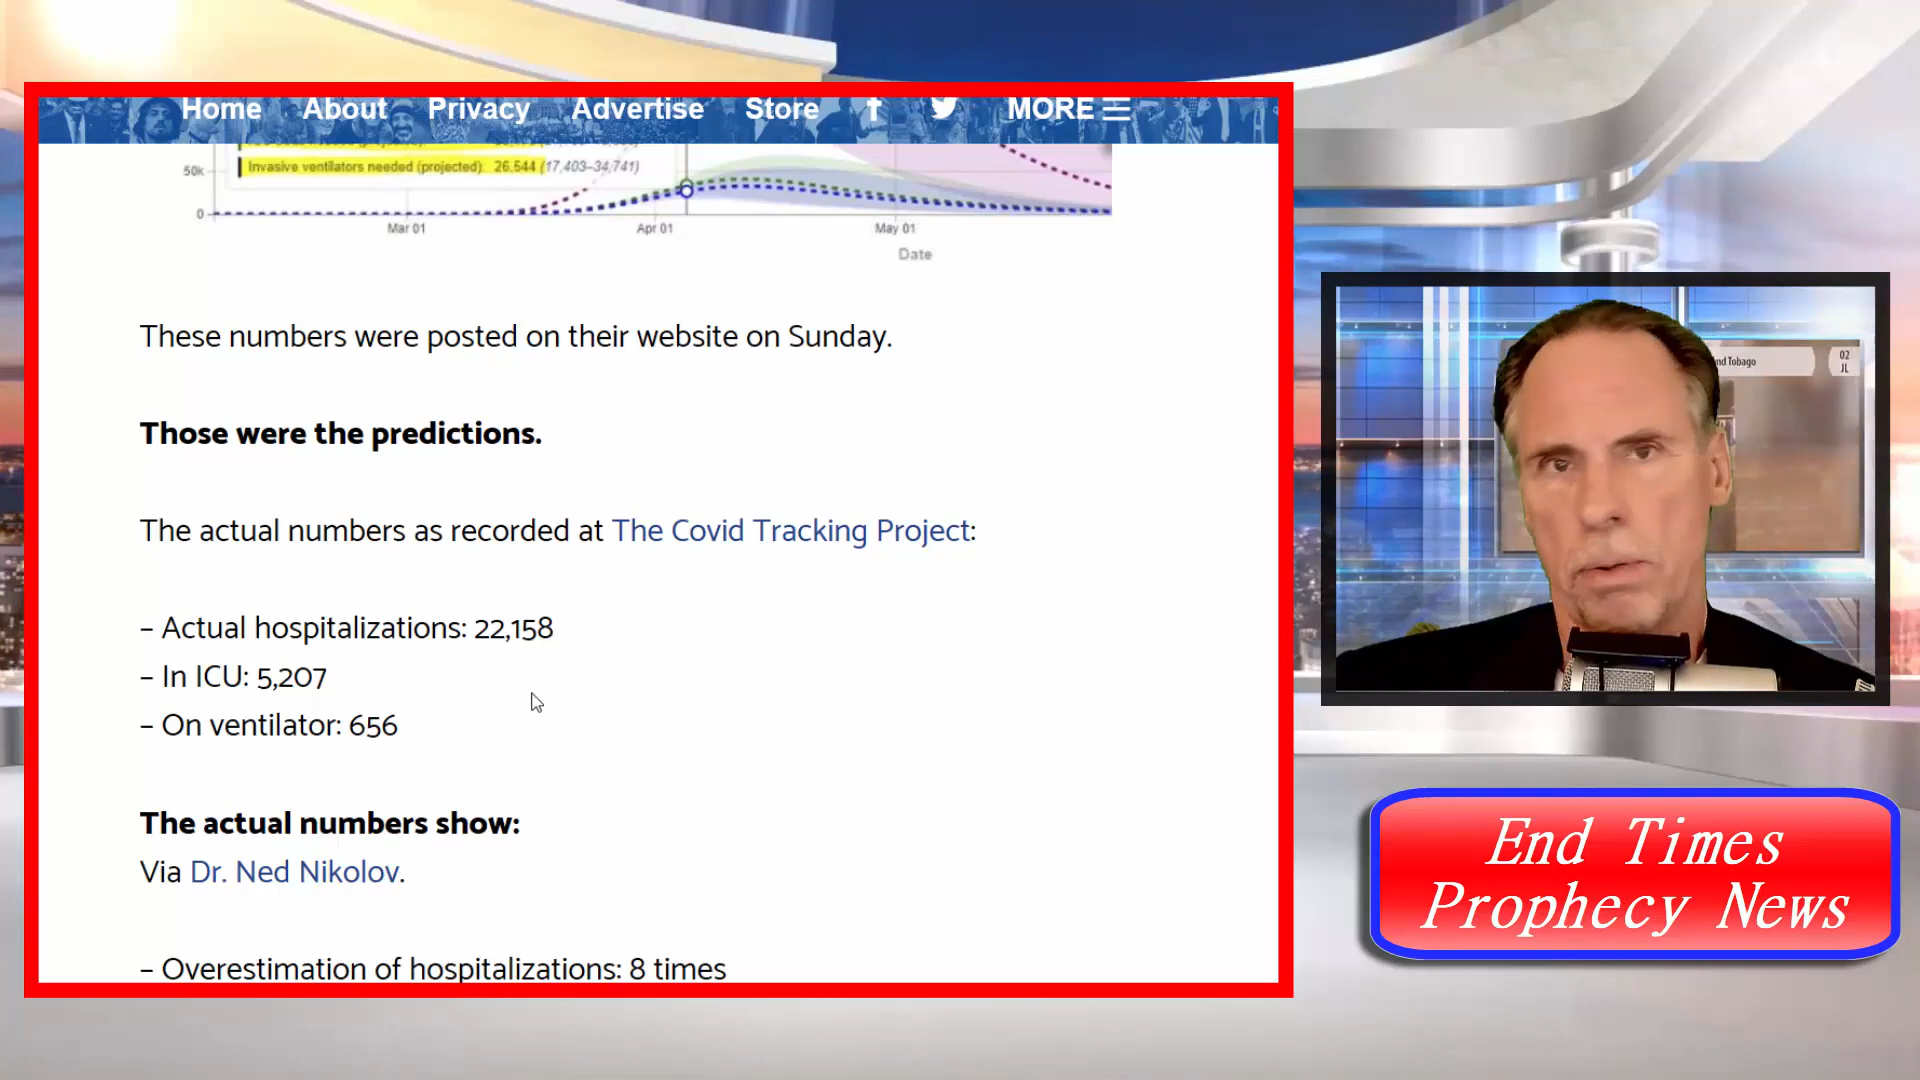 Home About Privacy Advertise Store f MORE
Invasive ventilators needed (projected): 26,544 (17,403–34,741)
50k
0
Mar 01 Apr 01 May 01
Date
These numbers were posted on their website on Sunday.
Those were the predictions.
The actual numbers as recorded at The Covid Tracking Project:
– Actual hospitalizations: 22,158
– In ICU: 5,207
– On ventilator: 656
The actual numbers show:
Via Dr. Ned Nikolov.
– Overestimation of hospitalizations: 8 times
Tobago
02
JL
End Times
Prophecy News